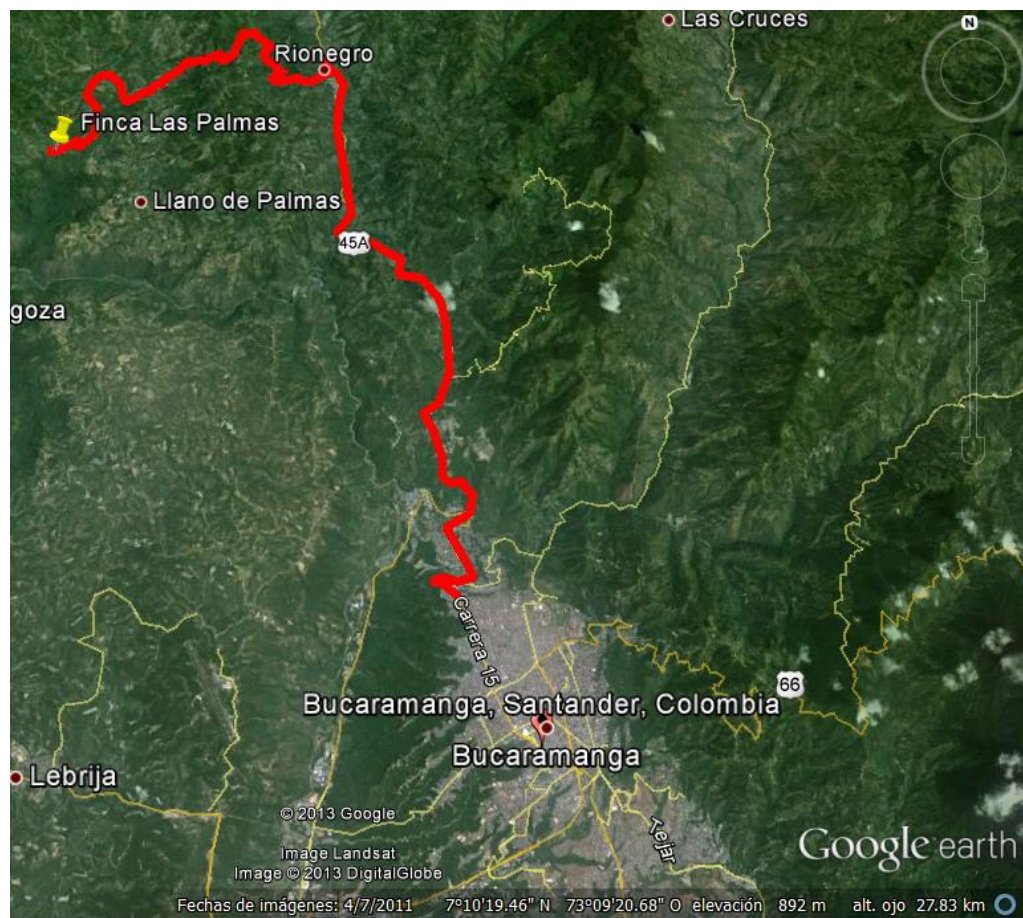 Las Cruces
N
Rionegro
Finca Las Palmas
Llano de Palmas
45A
goza
Carrera 15
66
Bucaramanga, Santander, Colombia
Bucaramanga
Lebrija
© 2013 Google
Tejar
Google earth
Image Landsat
Image © 2013 DigitalGlobe
Fechas de imágenes: 4/7/2011 7°10'19.46" N 73°09'20.68" O elevación 892 m alt. ojo 27.83 km